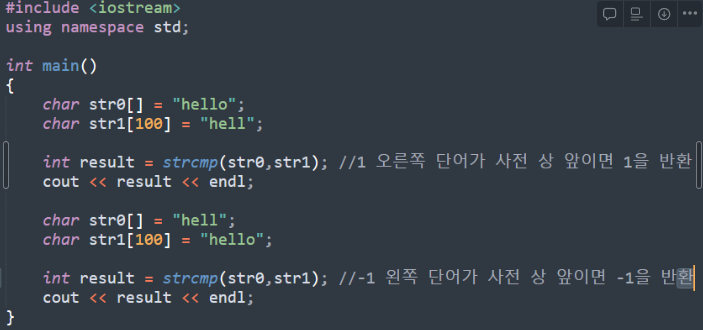 #include <iostream>
using namespace std;
int main()
{
char str0[] = "hello";
char str1[100] = "hell";
int result = strcmp(str0,str1); //1 오른쪽 단어가 사전 상 앞이면 1을 반환
cout << result << endl;
char str0[] = "hell";
char str1[100] = "hello";
int result = strcmp(str0,str1); //-1 왼쪽 단어가 사전 상 앞이면 -1을 반환
cout << result << endl;
}